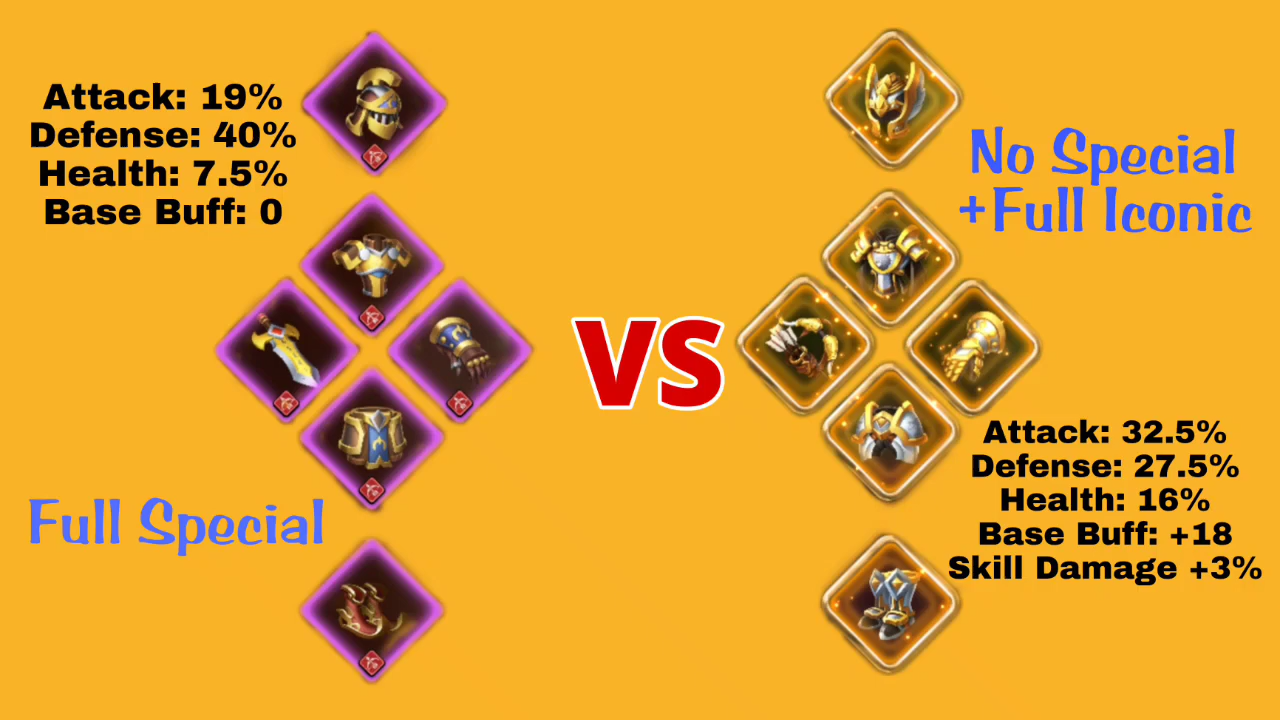 Attack: 19%
Defense: 40%
Health: 7.5%
Base Buff: 0
Full Special
VS
No Special
+Full Iconic
Attack: 32.5%
Defense: 27.5%
Health: 16%
Base Buff: +18
Skill Damage +3%